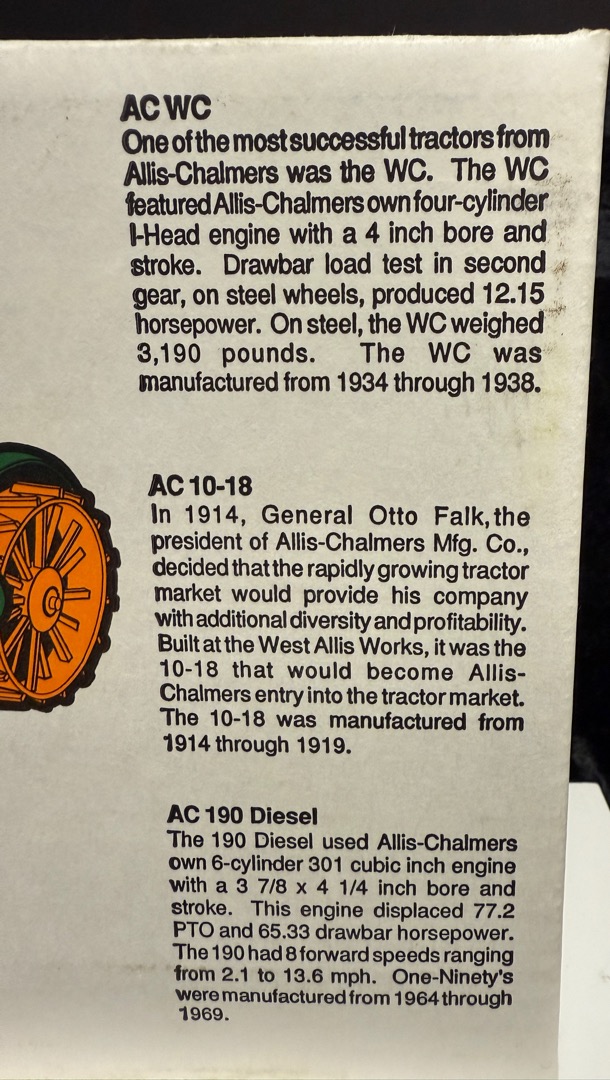 AC WC
One of the most successful tractors from
Allis-Chalmers was the WC. The WC
featured Allis-Chalmers own four-cylinder
I-Head engine with a 4 inch bore and
stroke. Drawbar load test in second
gear, on steel wheels, produced 12.15
horsepower. On steel, the WC weighed
3,190 pounds. The WC was
manufactured from 1934 through 1938.
AC 10-18
In 1914, General Otto Falk, the
president of Allis-Chalmers Mfg. Co.,
decided that the rapidly growing tractor
market would provide his company
with additional diversity and profitability.
Built at the West Allis Works, it was the
10-18 that would become Allis-
Chalmers entry into the tractor market.
The 10-18 was manufactured from
1914 through 1919.
AC 190 Diesel
The 190 Diesel used Allis-Chalmers
own 6-cylinder 301 cubic inch engine
with a 3 7/8 x 4 1/4 inch bore and
stroke. This engine displaced 77.2
PTO and 65.33 drawbar horsepower.
The 190 had 8 forward speeds ranging
from 2.1 to 13.6 mph. One-Ninety's
were manufactured from 1964 through
1969.